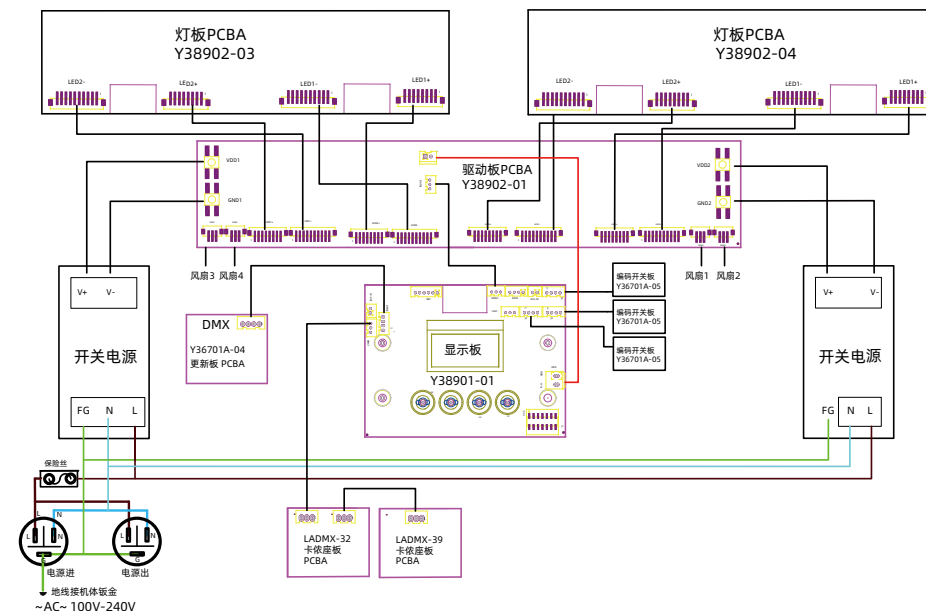 灯板PCBA
Y38902-03
LED2-
LED2+
LED1-
LED1+
灯板PCBA
Y38902-04
LED2-
LED2+
LED1-
LED1+
驱动板PCBA
Y38902-01
VDD1
GND1
VDD2
GND2
风扇3
风扇4
风扇1
风扇2
V+
V-
开关电源
FG
N
L
DMX
Y36701A-04
更新板 PCBA
显示板
Y38901-01
编码开关板
Y36701A-05
编码开关板
Y36701A-05
编码开关板
Y36701A-05
V+
V-
开关电源
FG
N
L
保险丝
L
N
L
N
G
电源进
L
N
G
电源出
地线接机体钣金
~AC~ 100V-240V
LADMX-32
卡侬座板
PCBA
LADMX-39
卡侬座板
PCBA